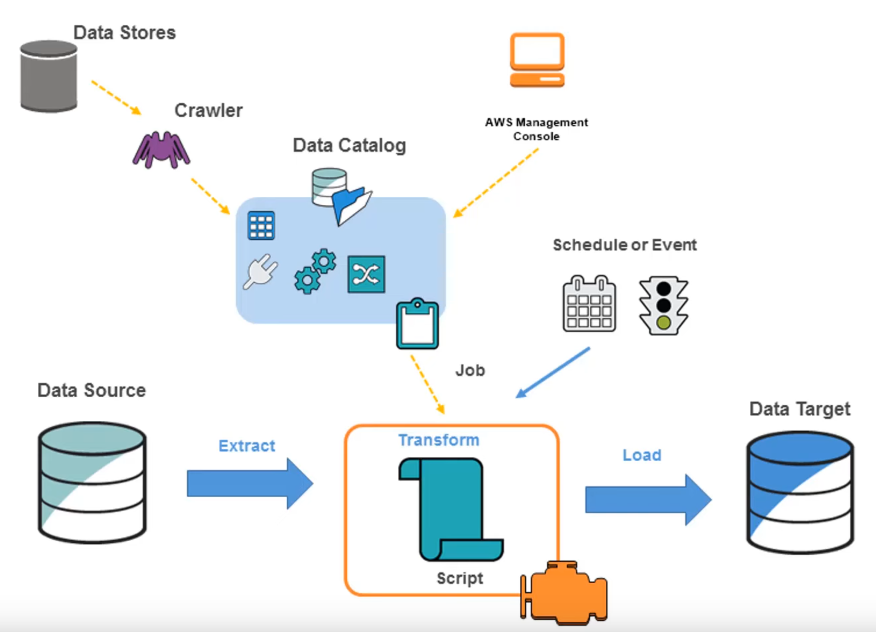 Data Stores
Crawler
Data Catalog
AWS Management
Console
Schedule or Event
Job
Data Source
Extract
Transform
Script
Load
Data Target